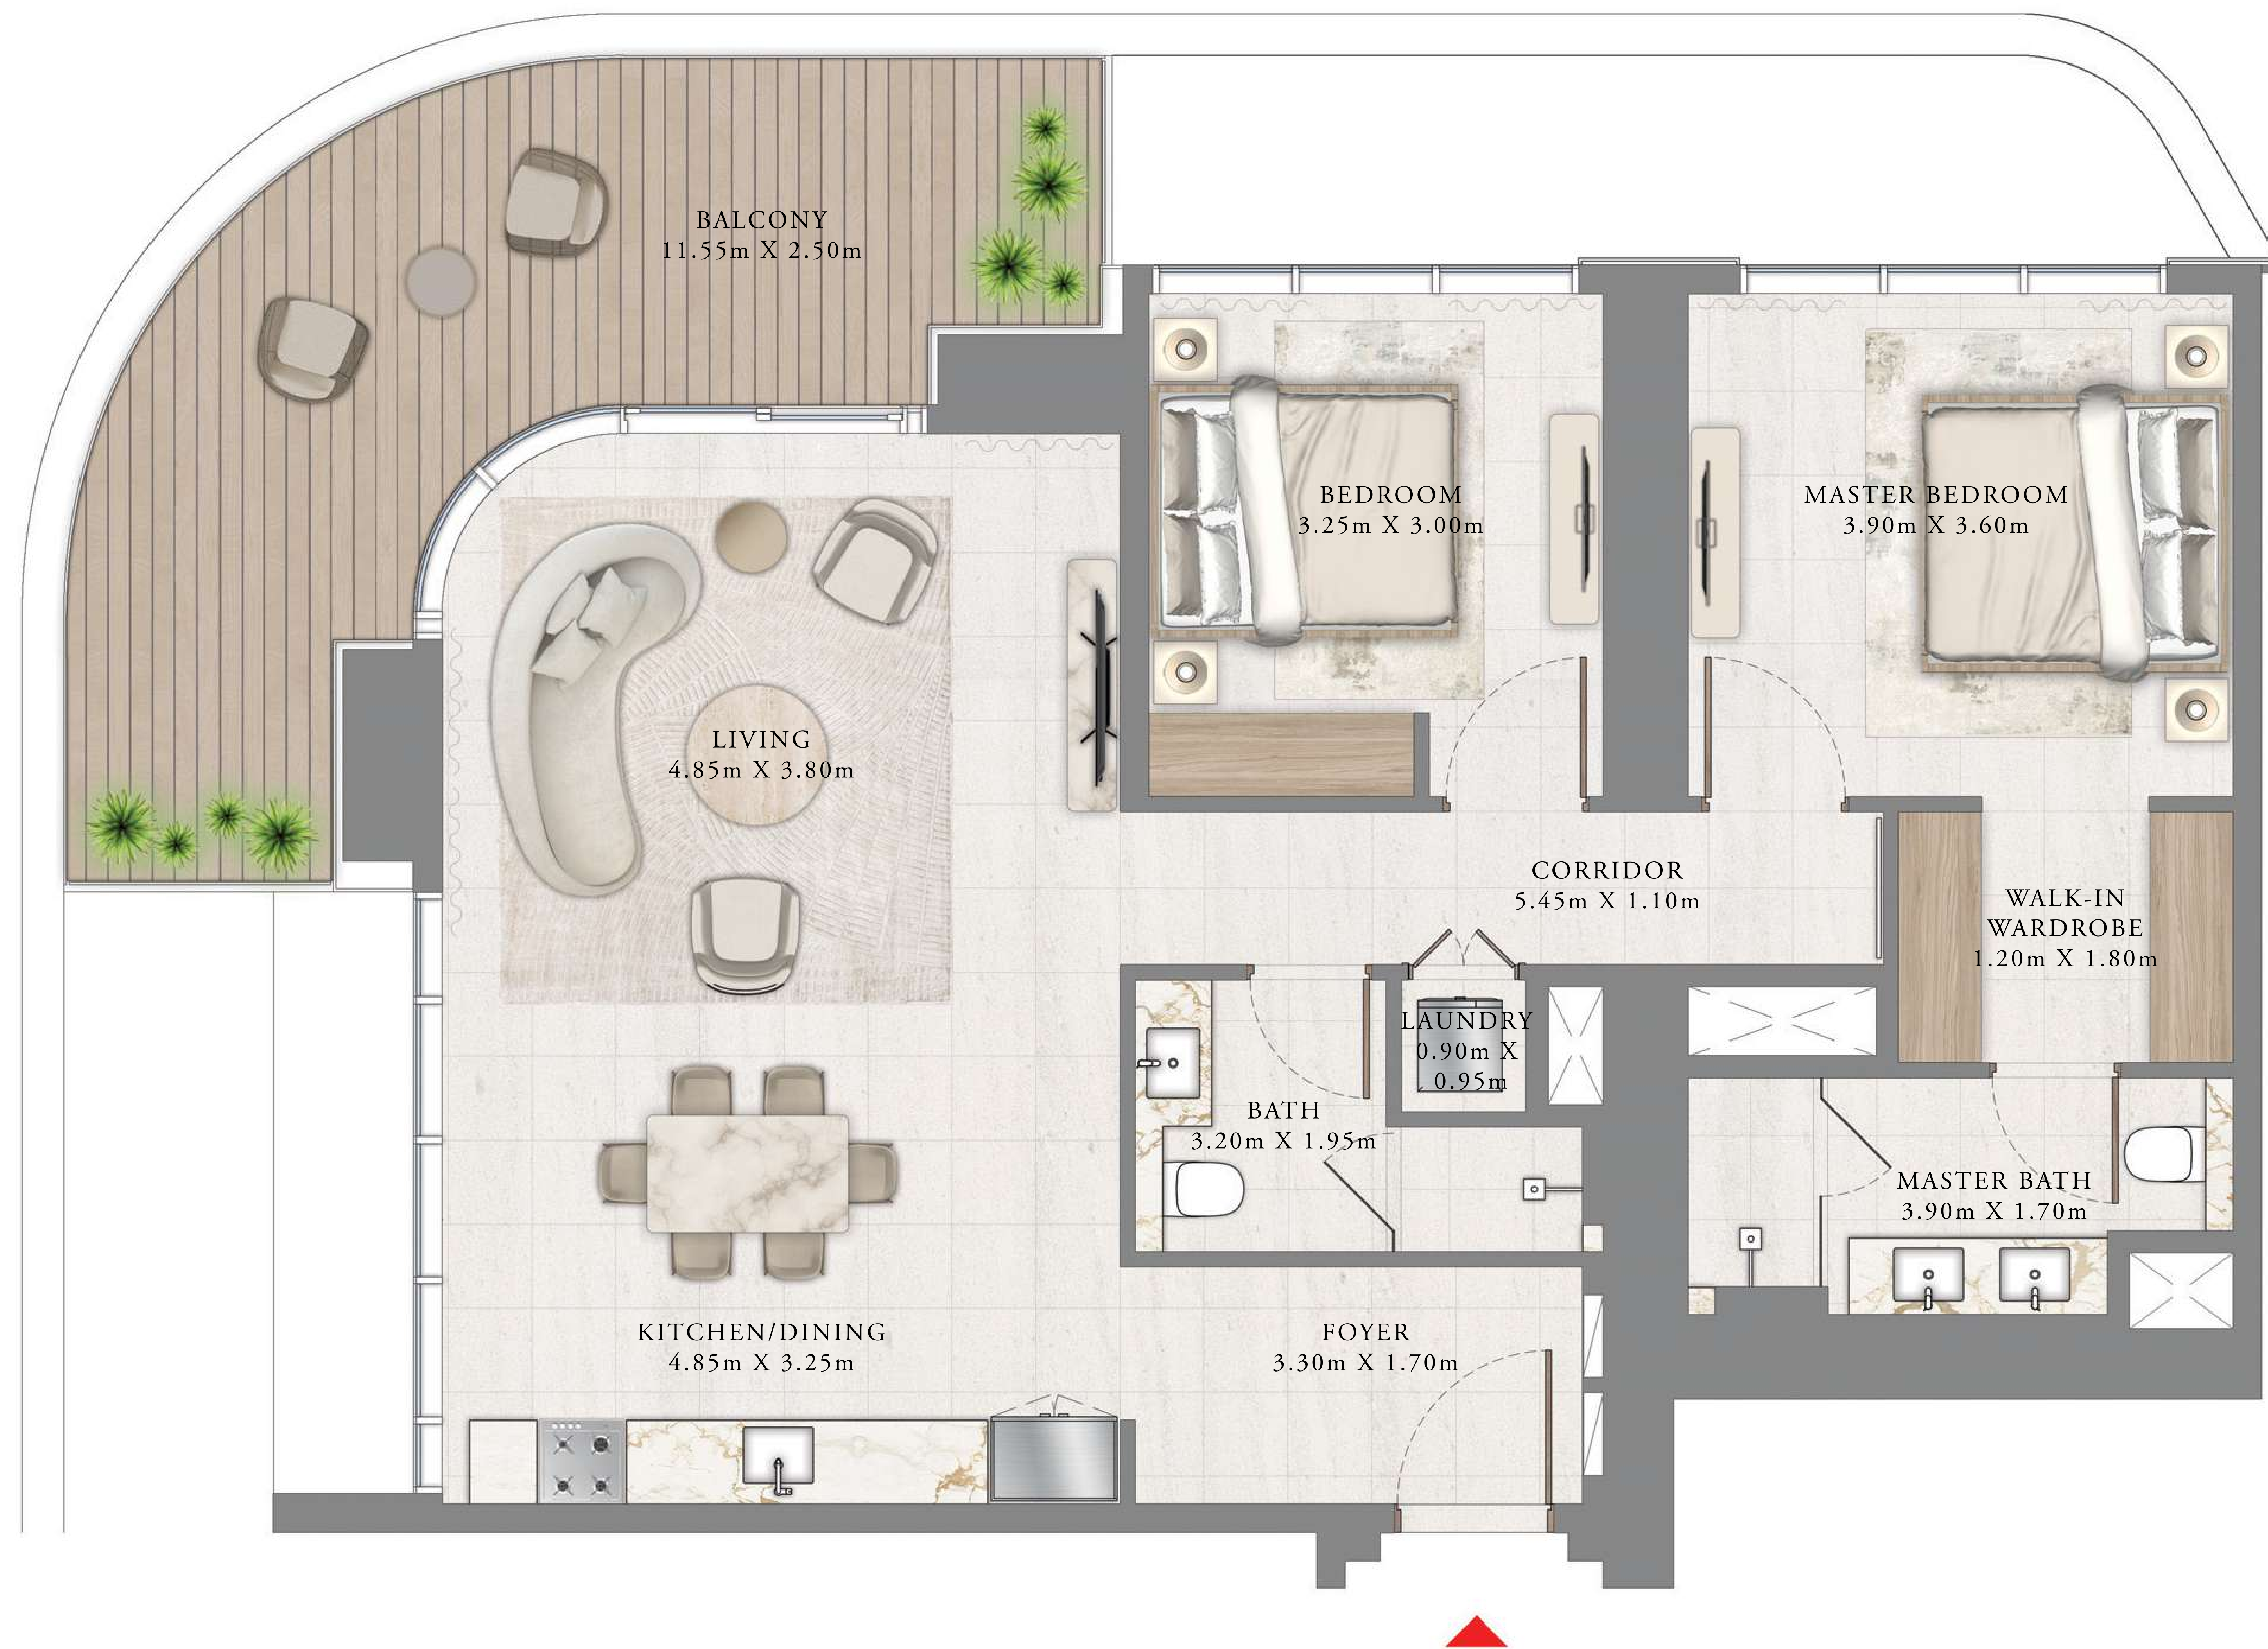 BALCONY
11.55m X 2.50m
BEDROOM
3.25m X 3.00m
MASTER BEDROOM
3.90m X 3.60m
LIVING
4.85m X 3.80m
CORRIDOR
5.45m X 1.10m
WALK-IN
WARDROBE
1.20m X 1.80m
LAUNDRY
0.90m X
0.95m
BATH
3.20m X 1.95m
MASTER BATH
3.90m X 1.70m
KITCHEN/DINING
4.85m X 3.25m
FOYER
3.30m X 1.70m